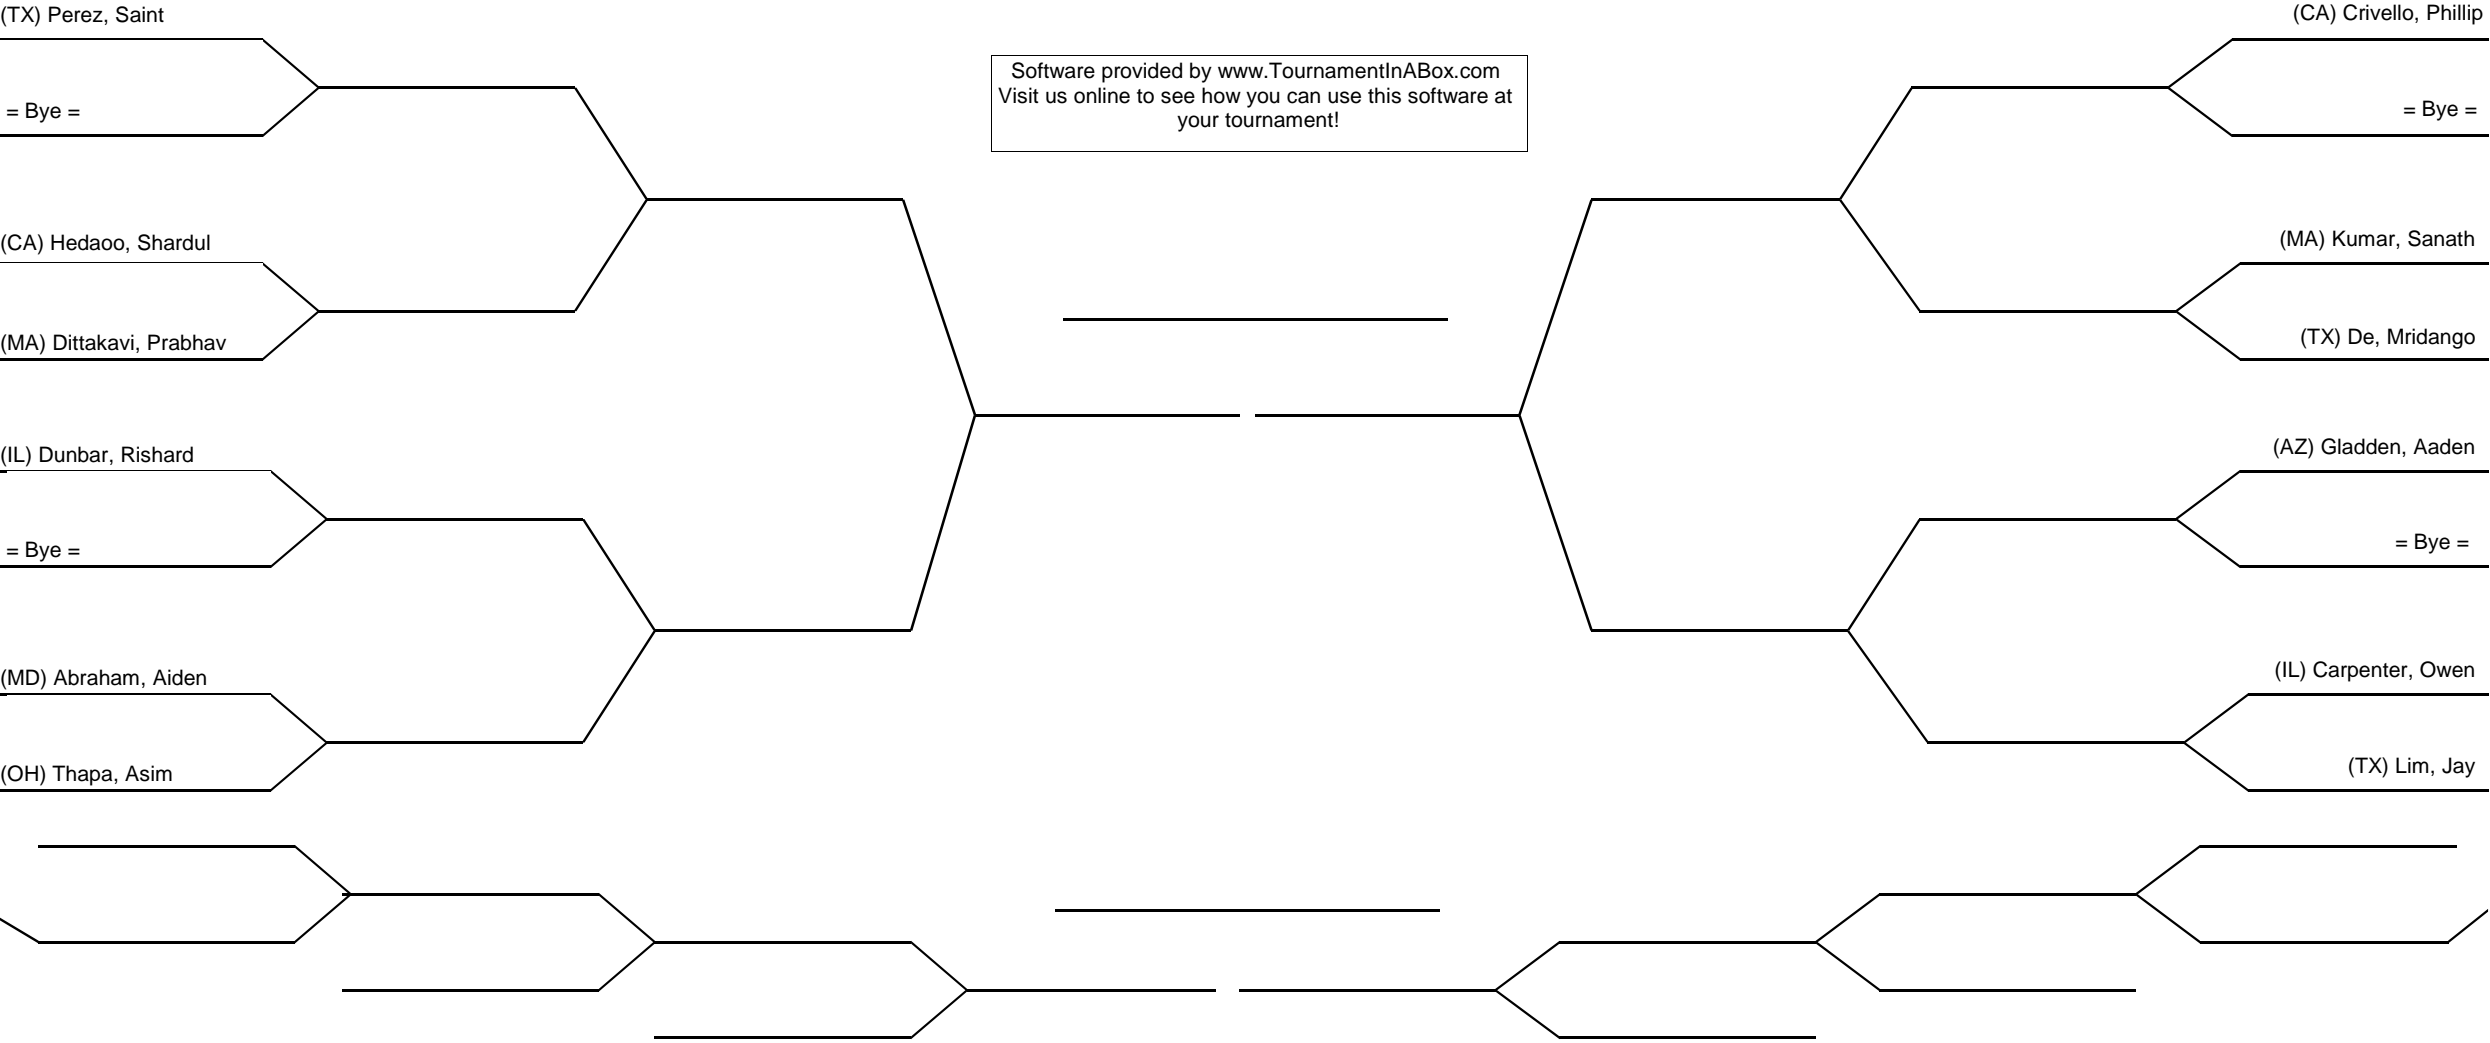 (TX) Perez, Saint
= Bye =
(CA) Hedaoo, Shardul
(MA) Dittakavi, Prabhav
(IL) Dunbar, Rishard
= Bye =
(MD) Abraham, Aiden
(OH) Thapa, Asim
Software provided by www.TournamentInABox.com
Visit us online to see how you can use this software at
your tournament!
(CA) Crivello, Phillip
= Bye =
(MA) Kumar, Sanath
(TX) De, Mridango
(AZ) Gladden, Aaden
= Bye =
(IL) Carpenter, Owen
(TX) Lim, Jay